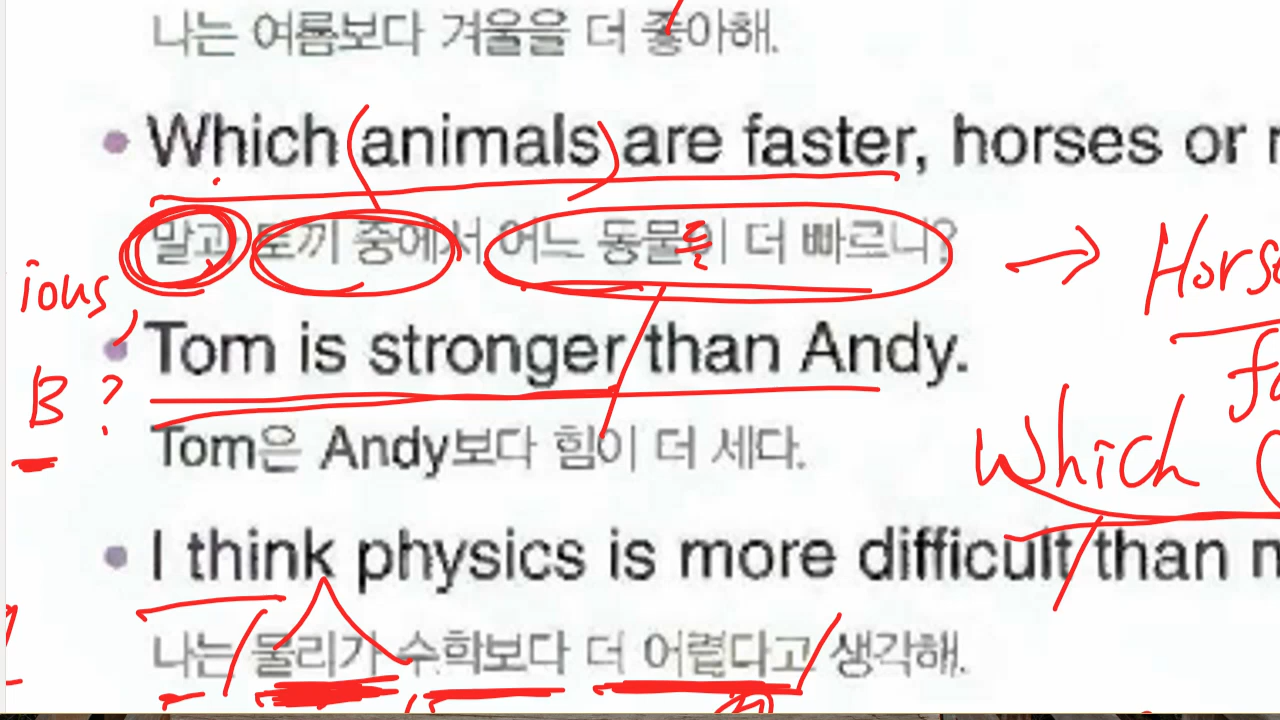 나는 여름보다 겨울을 더 좋아해.
Which animals are faster, horses or
말과 토끼 중에서 어느 동물이 더 빠르니?
→ Horse
ious
Tom is stronger than Andy.
B ?
Which
Tom은 Andy보다 힘이 더 세다.
I think physics is more difficult than
나는 물리가 수학보다 더 어렵다고 생각해.